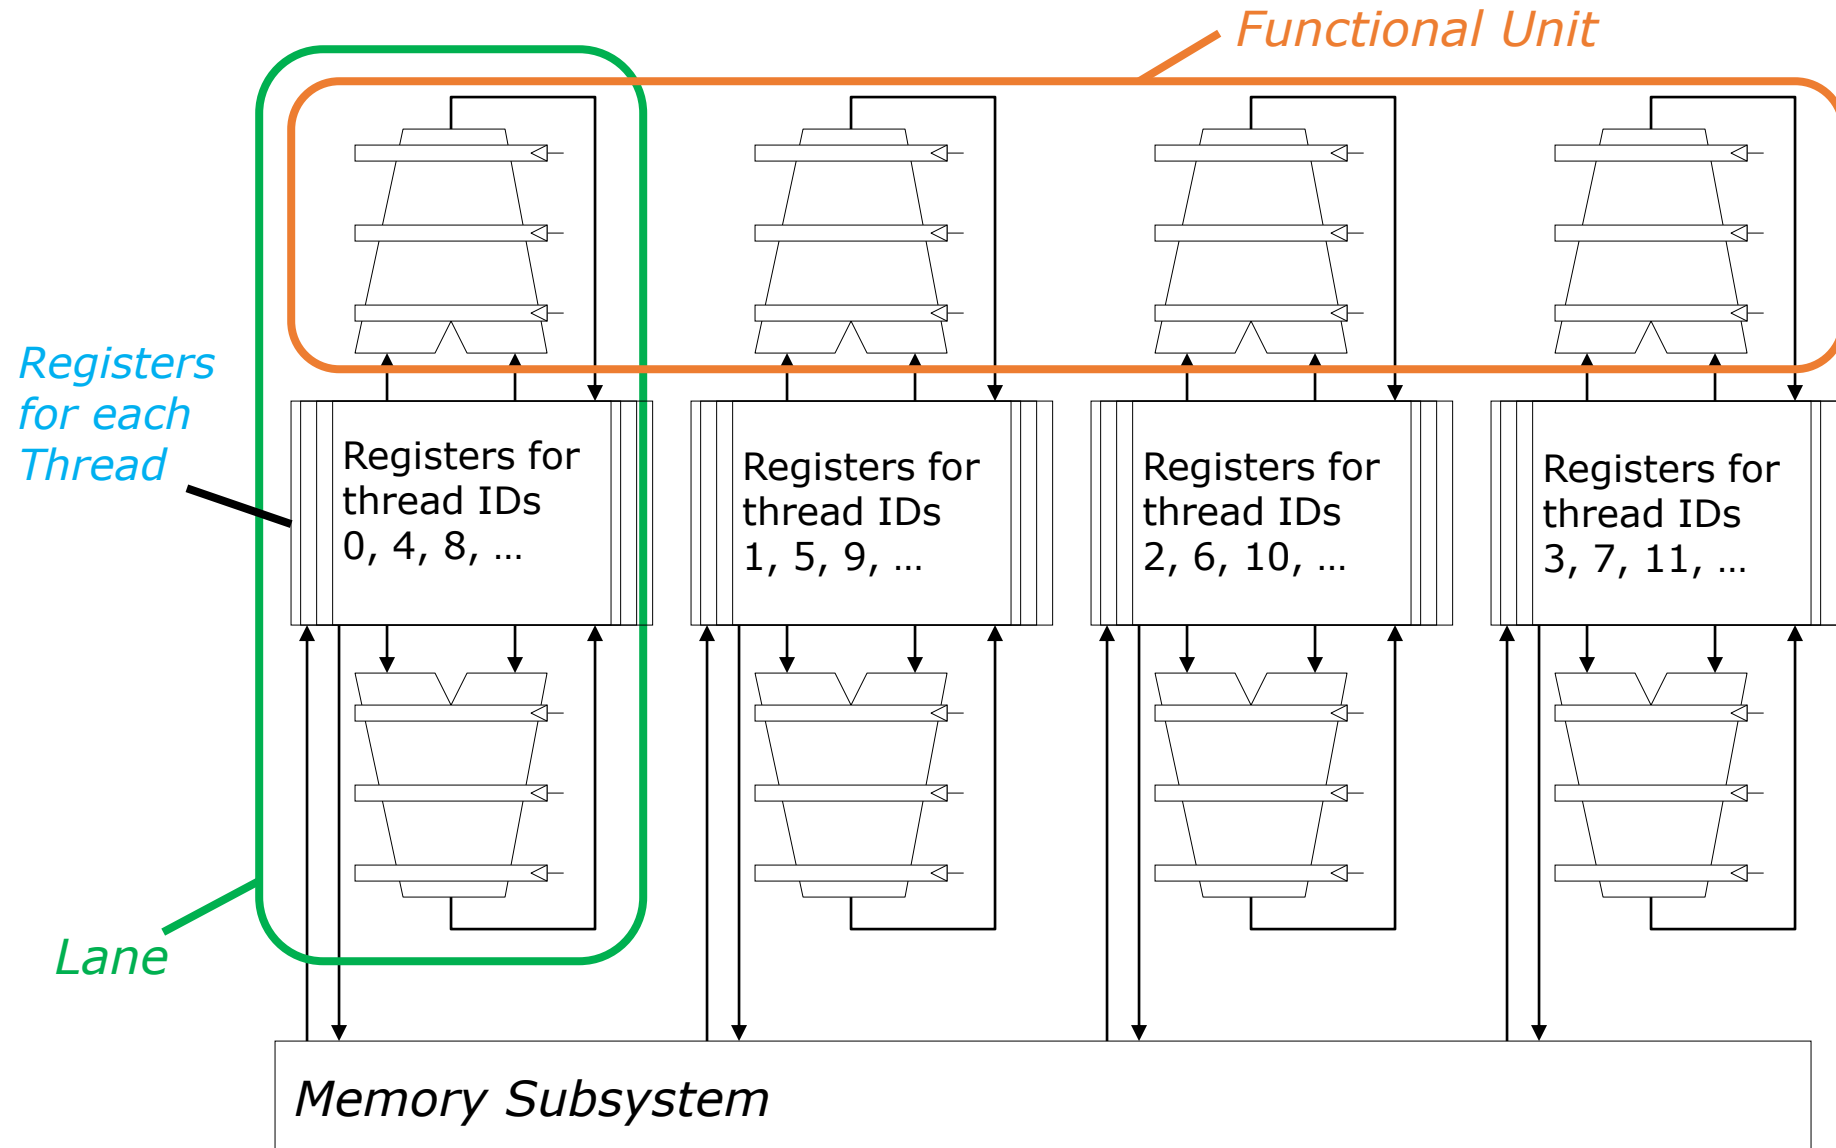 Functional Unit
Registers
for each
Thread
Registers for
thread IDs
0, 4, 8, ...
Registers for
thread IDs
1, 5, 9, ...
Registers for
thread IDs
2, 6, 10, ...
Registers for
thread IDs
3, 7, 11, ...
Lane
Memory Subsystem